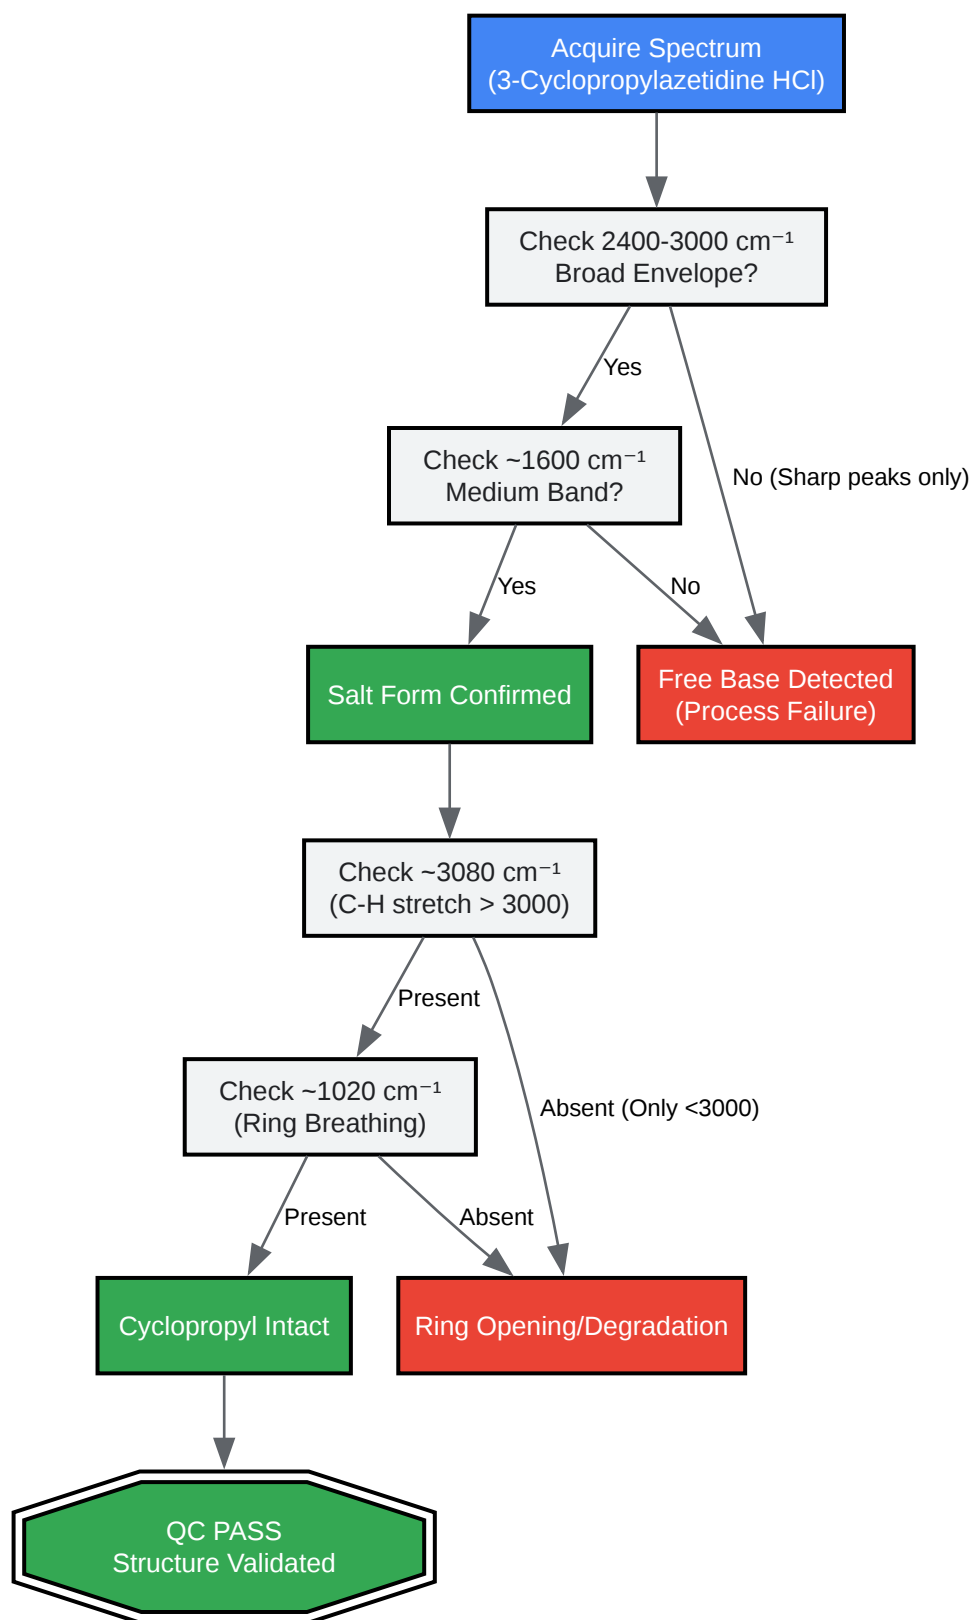 Acquire Spectrum
(3-Cyclopropylazetidine HCl)
Check 2400-3000 cm⁻¹
Broad Envelope?
Yes
Check ~1600 cm⁻¹
Medium Band?
No (Sharp peaks only)
Yes
No
Salt Form Confirmed
Free Base Detected
(Process Failure)
Check ~3080 cm⁻¹
(C-H stretch > 3000)
Present
Check ~1020 cm⁻¹
(Ring Breathing)
Absent (Only <3000)
Present
Absent
Cyclopropyl Intact
Ring Opening/Degradation
QC PASS
Structure Validated